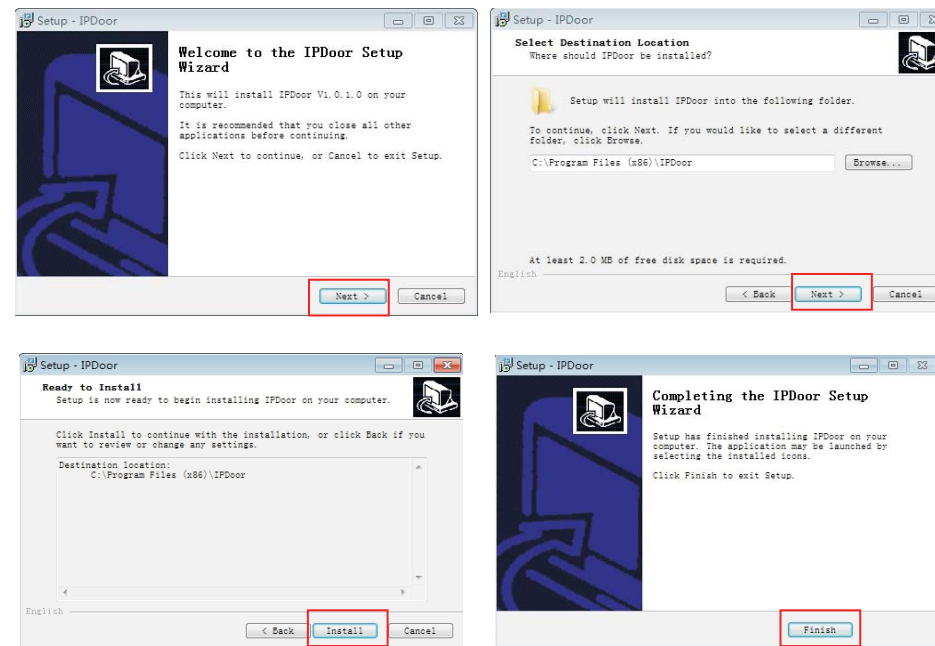 Setup - IPDoor
Welcome to the IPDoor Setup
Wizard
This will install IPDoor V1.0.1.0 on your
computer.
It is recommended that you close all other
applications before continuing.
Click Next to continue, or Cancel to exit Setup.
Next >
Cancel
Setup - IPDoor
Select Destination Location
Where should IPDoor be installed?
Setup will install IPDoor into the following folder.
To continue, click Next. If you would like to select a different
folder, click Browse.
C:\Program Files (x86)\IPDoor
Browse...
At least 2.0 MB of free disk space is required.
English
< Back
Next >
Cancel
Setup - IPDoor
Ready to Install
Setup is now ready to begin installing IPDoor on your computer.
Click Install to continue with the installation, or click Back if you
want to review or change any settings.
Destination location:
C:\Program Files (x86)\IPDoor
English
< Back
Install
Cancel
Setup - IPDoor
Completing the IPDoor Setup
Wizard
Setup has finished installing IPDoor on your
computer. The application may be launched by
selecting the installed icons.
Click Finish to exit Setup.
Finish